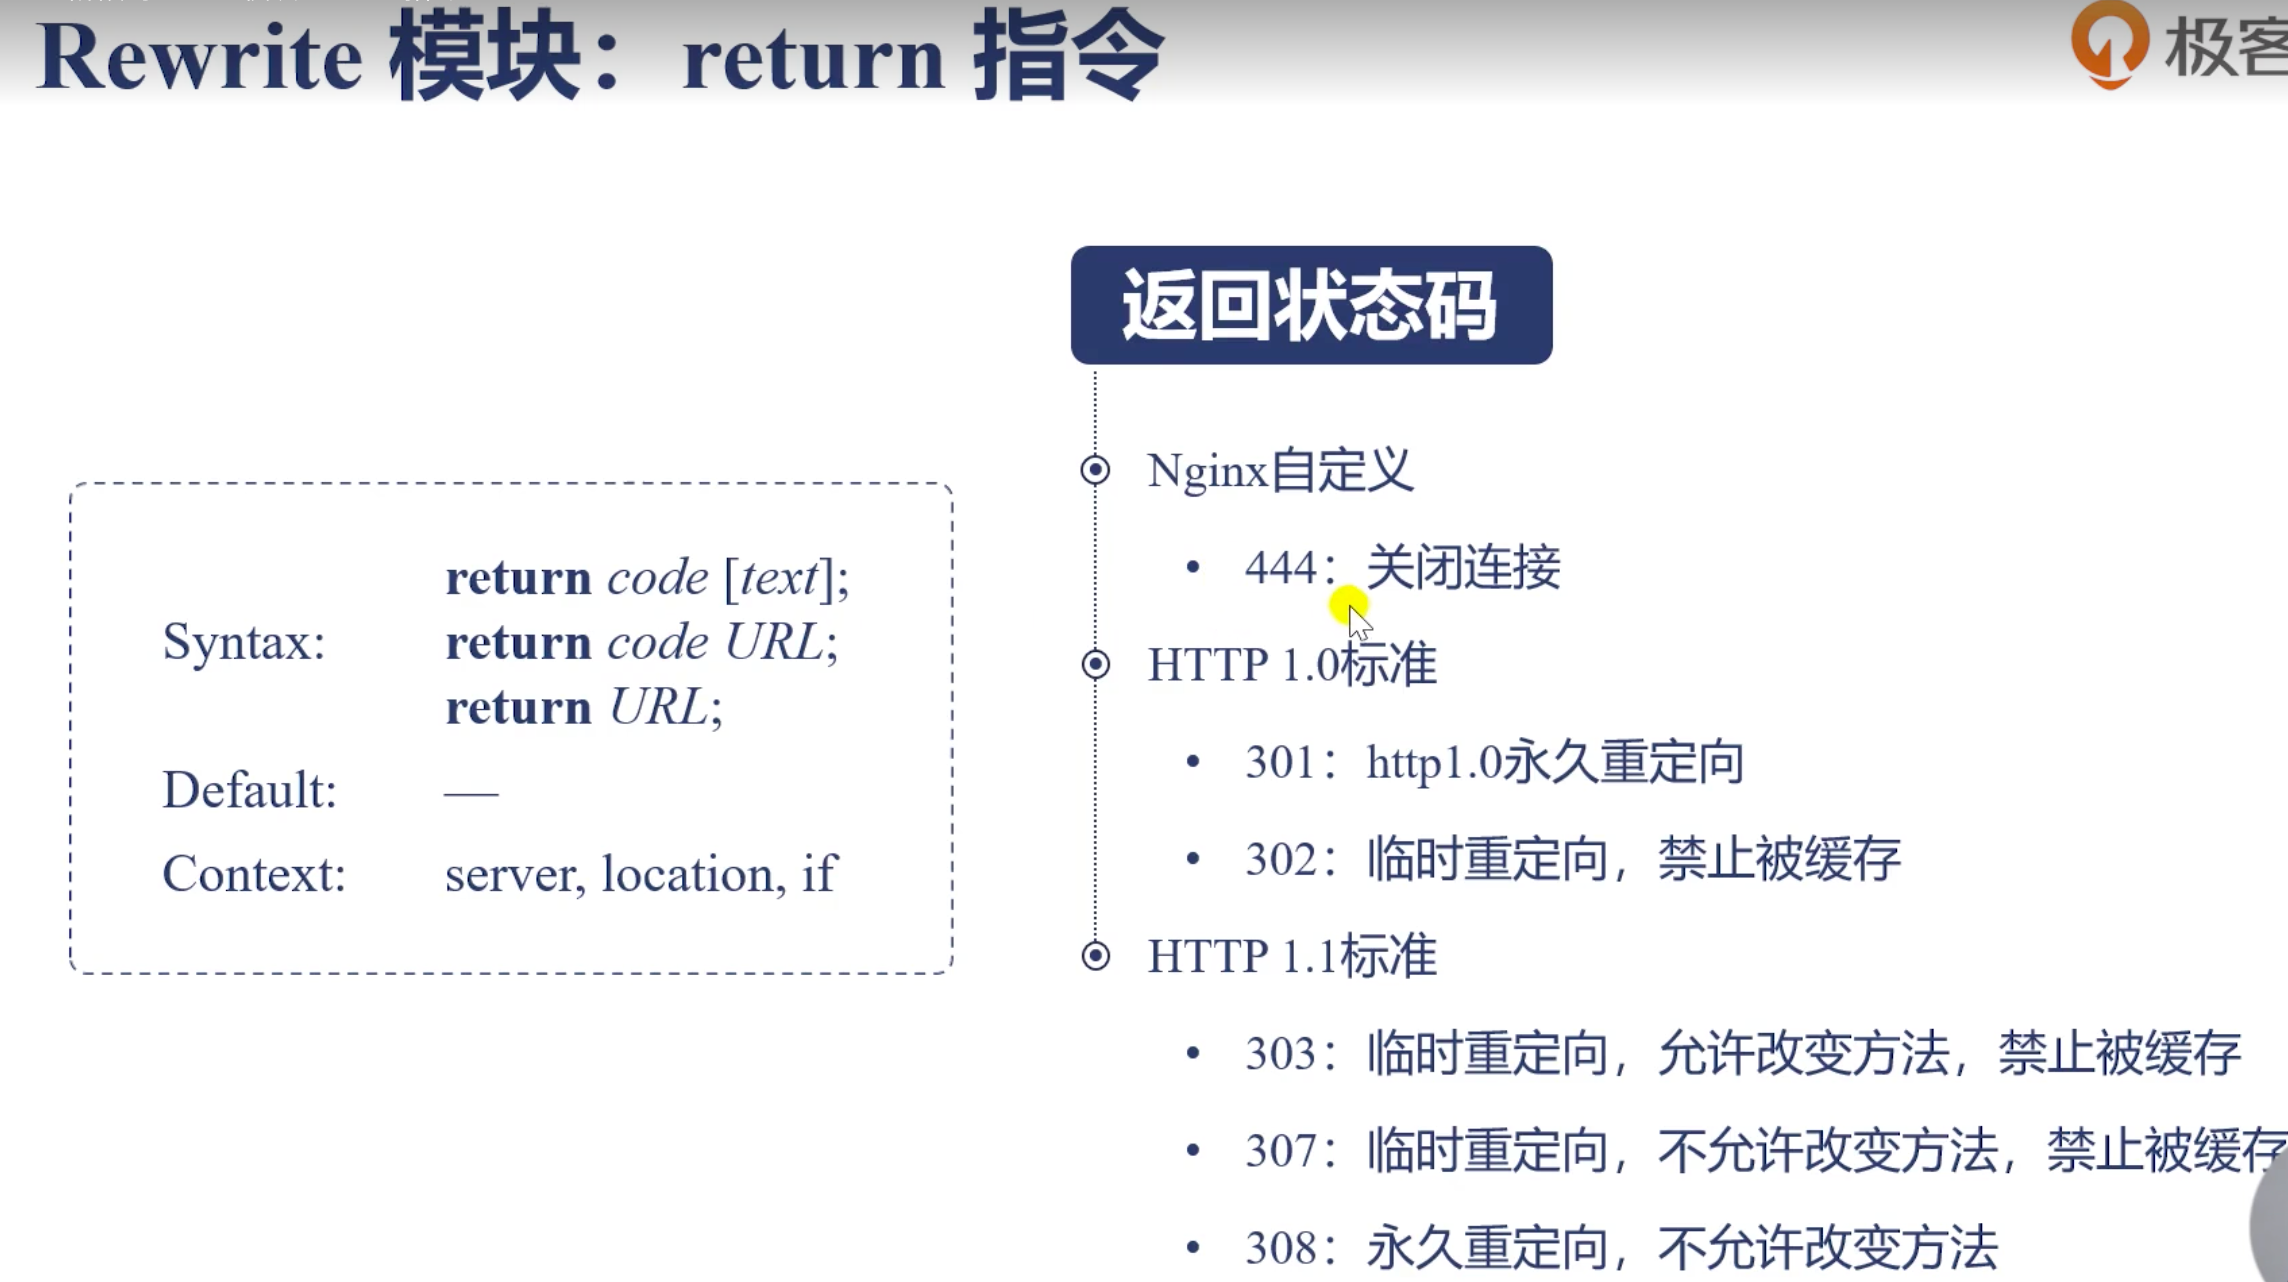 Rewrite 模块：return 指令
极客
返回状态码
Syntax:
return code [text];
return code URL;
return URL;
Default:
—
Context:
server, location, if
Nginx自定义
• 444：关闭连接
HTTP 1.0标准
• 301：http1.0永久重定向
• 302：临时重定向，禁止被缓存
HTTP 1.1标准
• 303：临时重定向，允许改变方法，禁止被缓存
• 307：临时重定向，不允许改变方法，禁止被缓存
• 308：永久重定向，不允许改变方法